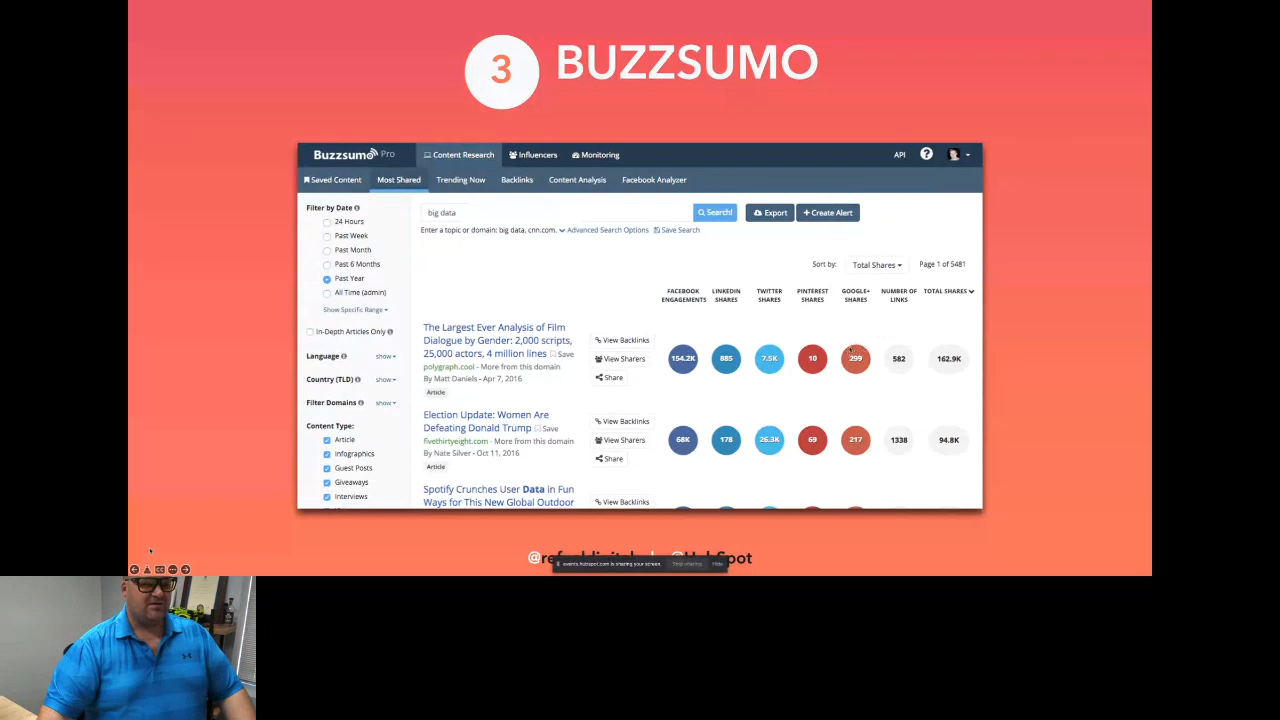 3 BUZZSUMO
Buzzsumo Pro
Content Research
Influencers
Monitoring
API
?
Saved Content
Most Shared
Trending Now
Backlinks
Content Analysis
Facebook Analyzer
Filter by Date
24 Hours
Past Week
Past Month
Past 6 Months
Past Year
All Time (admin)
Show Specific Range
In-Depth Articles Only
Language show
Country (TLD) show
Filter Domains show
Content Type:
Article
Infographics
Guest Posts
Giveaways
Interviews
big data
Search!
Export
+ Create Alert
Enter a topic or domain: big data, cnn.com. Advanced Search Options Save Search
Sort by: Total Shares Page 1 of 5481
FACEBOOK ENGAGEMENTS
LINKEDIN SHARES
TWITTER SHARES
PINTEREST SHARES
GOOGLE+ SHARES
NUMBER OF LINKS
TOTAL SHARES
The Largest Ever Analysis of Film
Dialogue by Gender: 2,000 scripts,
25,000 actors, 4 million lines Save
polygraph.cool - More from this domain
By Matt Daniels - Apr 7, 2016
Article
View Backlinks
View Sharers
Share
154.2K 885 7.5K 10 299 582 162.9K
Election Update: Women Are
Defeating Donald Trump Save
fivethirtyeight.com - More from this domain
By Nate Silver - Oct 11, 2016
Article
View Backlinks
View Sharers
Share
68K 178 26.3K 69 217 1338 94.8K
Spotify Crunches User Data in Fun
Ways for This New Global Outdoor
View Backlinks
events.hubspot.com is sharing your screen. Stop sharing Hide